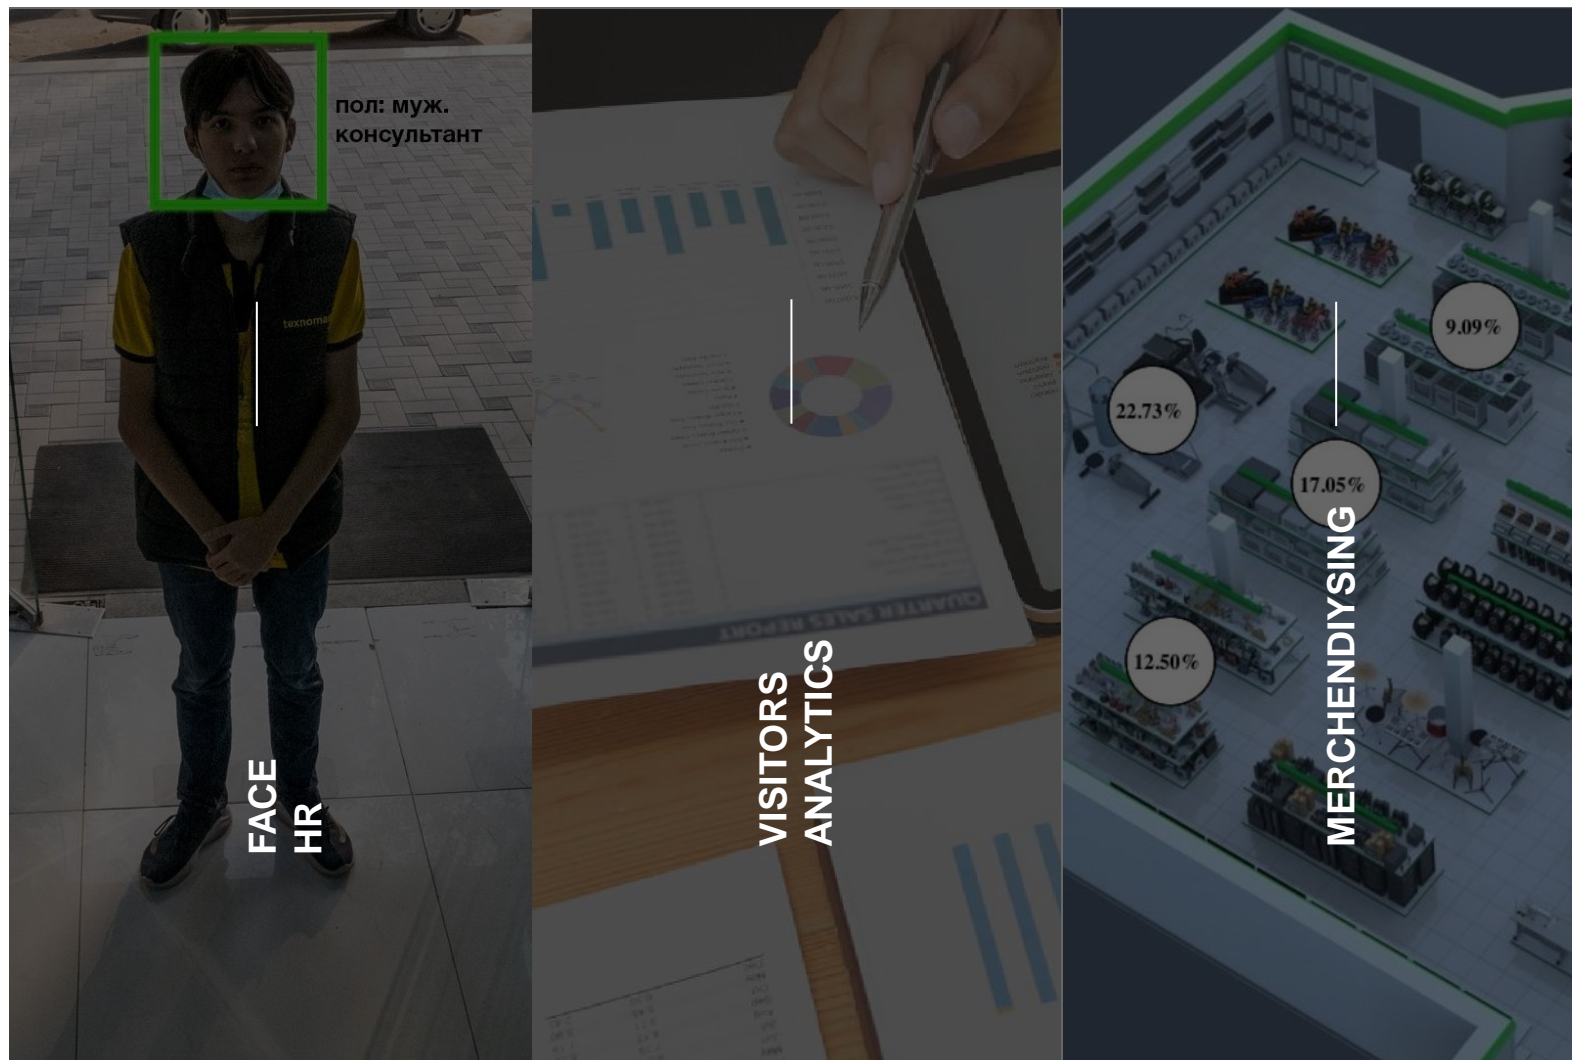 пол: муж.
консультант
texnomart
FACE
HR
QUARTER SALES REPORT
VISITORS
ANALYTICS
9.09%
22.73%
17.05%
12.50%
MERCHENDIYSING